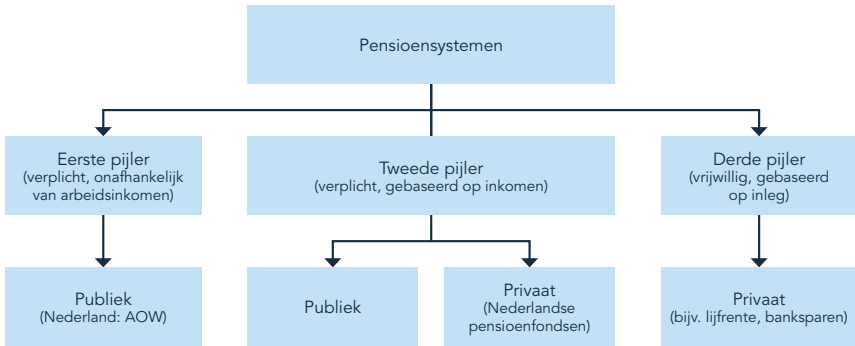 Pensioensystemen
Eerste pijler
(verplicht, onafhankelijk
van arbeidsinkomen)
Tweede pijler
(verplicht, gebaseerd op inkomen)
Derde pijler
(vrijwillig, gebaseerd
op inleg)
Publiek
(Nederland: AOW)
Publiek
Privaat
(Nederlandse
pensioenfondsen)
Privaat
(bijv. lijfrente, banksparen)